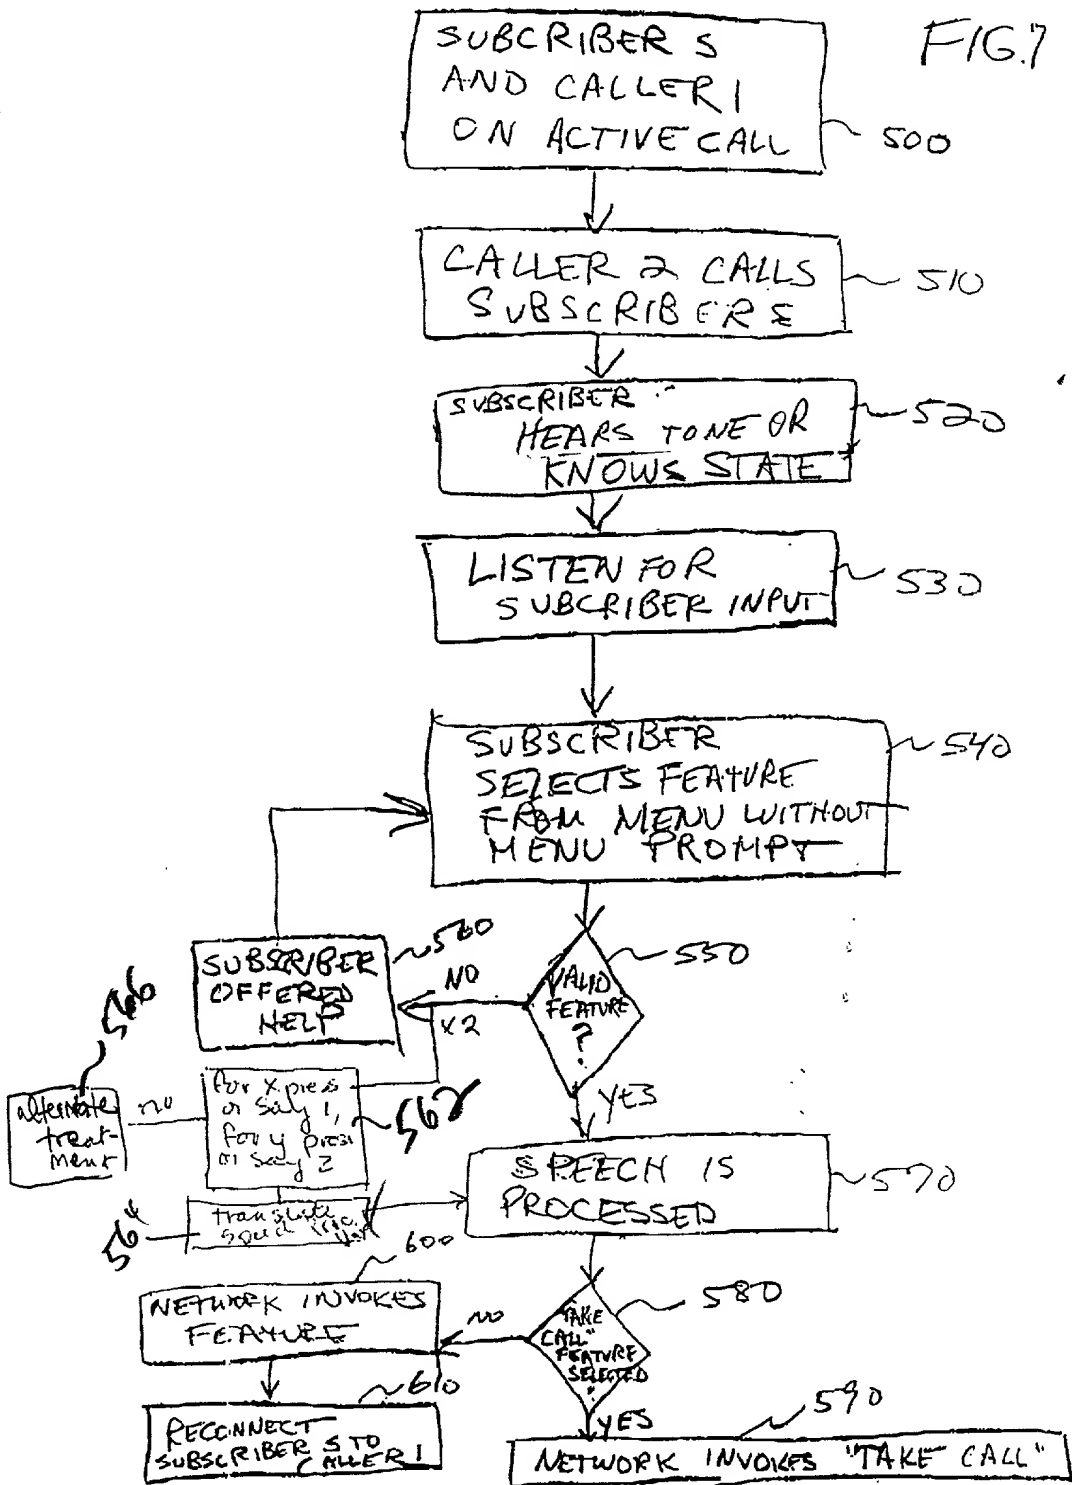 FIG.7
SUBCRIBER S
AND CALLER 1
ON ACTIVE CALL
500
CALLER 2 CALLS
SUBSCRIBER S
510
SUBSCRIBER
HEARS TONE OR
KNOWS STATE
520
LISTEN FOR
SUBCRIBER INPUT
530
SUBSCRIBER
SELECTS FEATURE
FROM MENU WITHOUT
MENU PROMPT
540
VALID
FEATURE
?
550
NO
X2
SUBSCRIBER
OFFERED
HELP
560
566
alternate
treat-
ment
no
for X press
or say 1,
for y press
or say 2
562
YES
SPEECH IS
PROCESSED
570
translate
564
600
NETWORK INVOKES
FEATURE
NO
"TAKE
CALL"
FEATURE
SELECTED
?
580
610
RECONNECT
SUBSCRIBER S TO
CALLER 1
YES
590
NETWORK INVOKES "TAKE CALL"